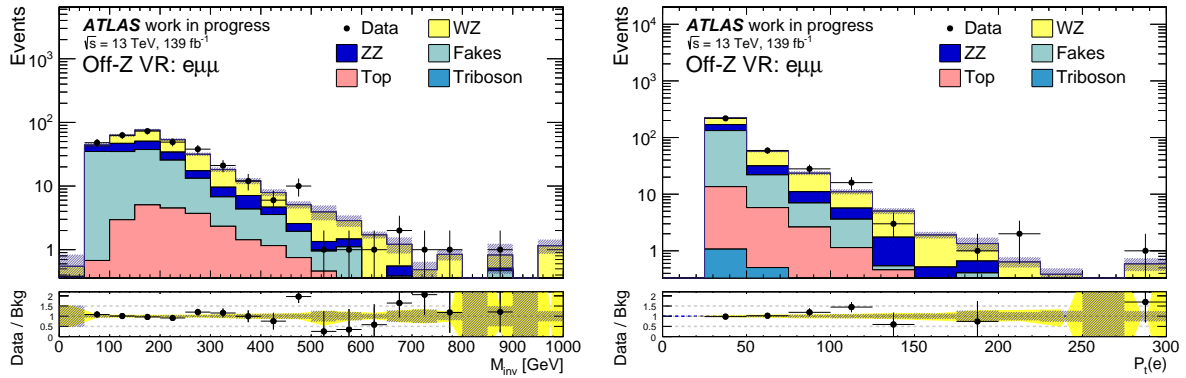 Events
10³
10²
10
1
ATLAS work in progress
√s = 13 TeV, 139 fb⁻¹
Off-Z VR: eμμ
Data
WZ
ZZ
Fakes
Top
Triboson
Data / Bkg
2
1.5
1
0.5
0
0 100 200 300 400 500 600 700 800 900 1000
M_inv [GeV]
Events
10⁴
10³
10²
10
1
ATLAS work in progress
√s = 13 TeV, 139 fb⁻¹
Off-Z VR: eμμ
Data
WZ
ZZ
Fakes
Top
Triboson
Data / Bkg
2
1.5
1
0.5
0
0 50 100 150 200 250 300
P_t(e)